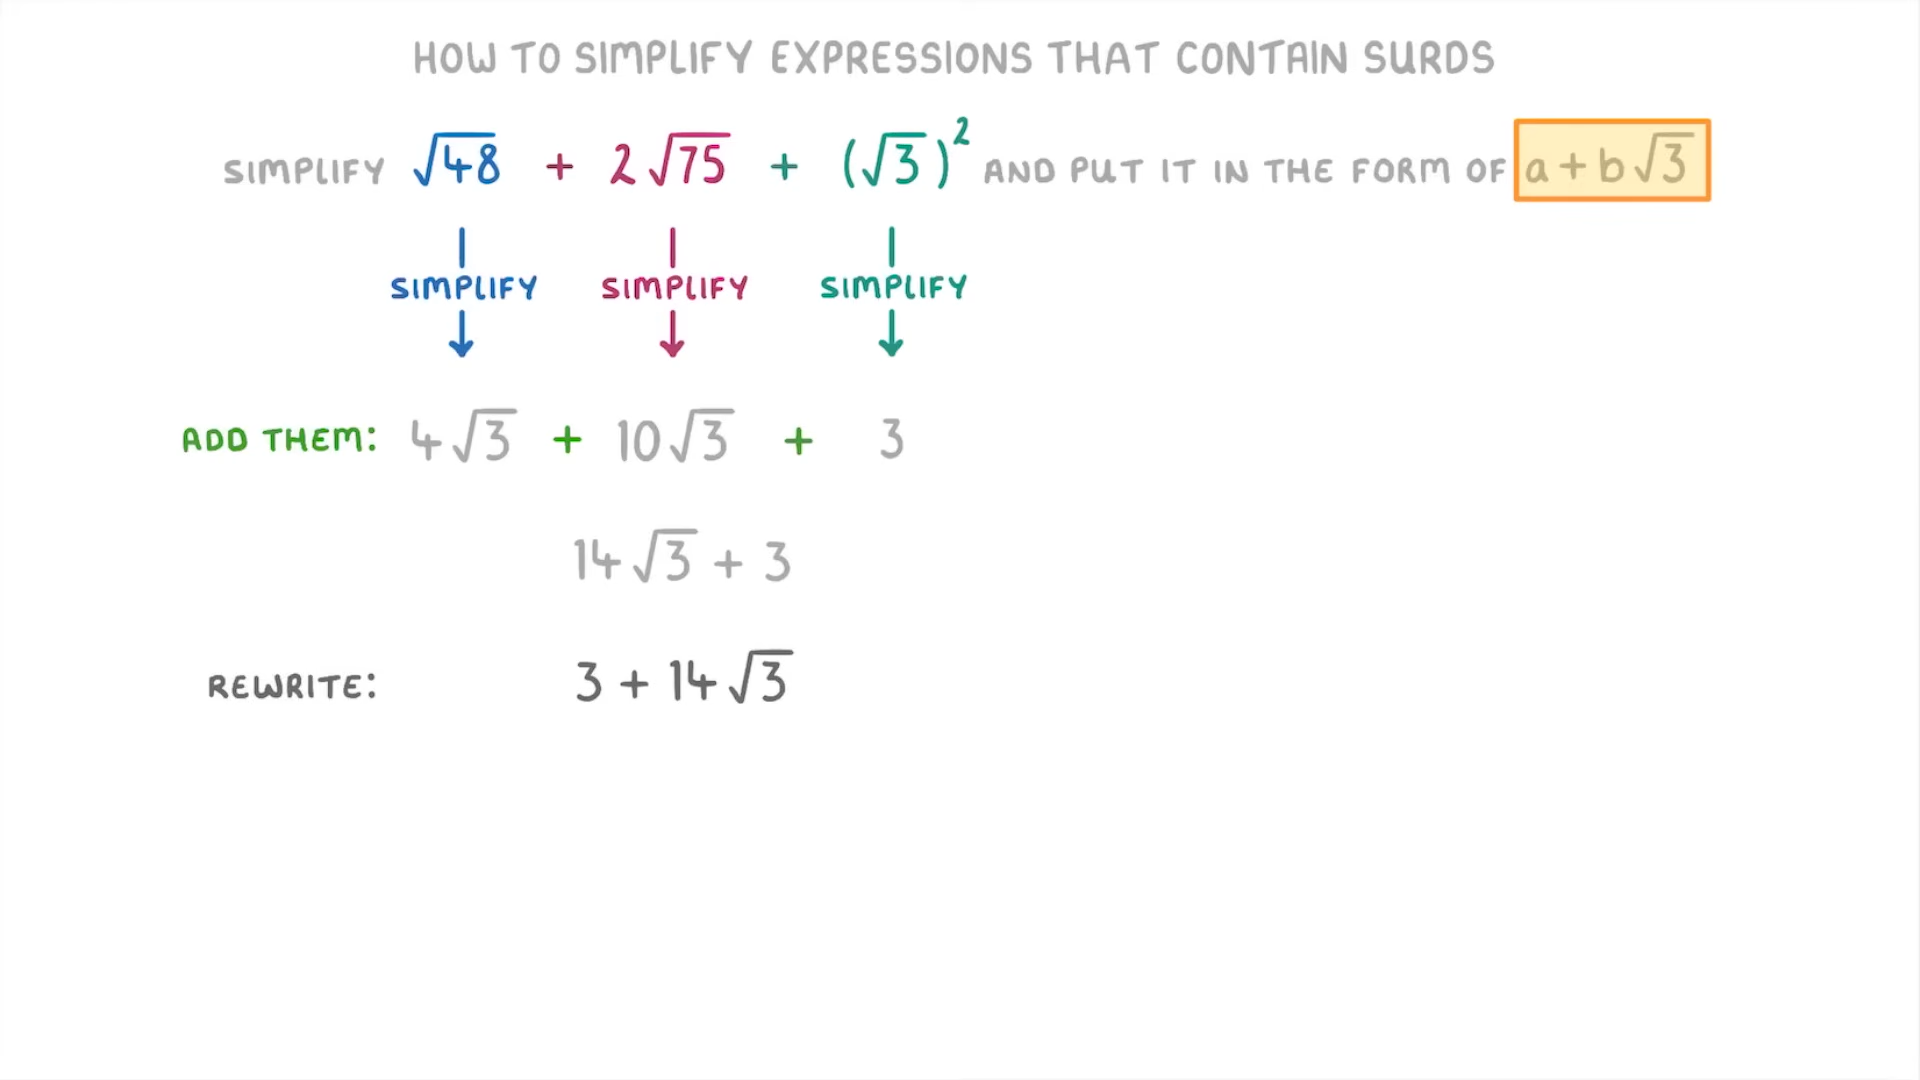 HOW TO SIMPLIFY EXPRESSIONS THAT CONTAIN SURDS
SIMPLIFY √48 + 2√75 + (√3)² AND PUT IT IN THE FORM OF a + b√3
SIMPLIFY SIMPLIFY SIMPLIFY
ADD THEM: 4√3 + 10√3 + 3
14√3 + 3
REWRITE: 3 + 14√3